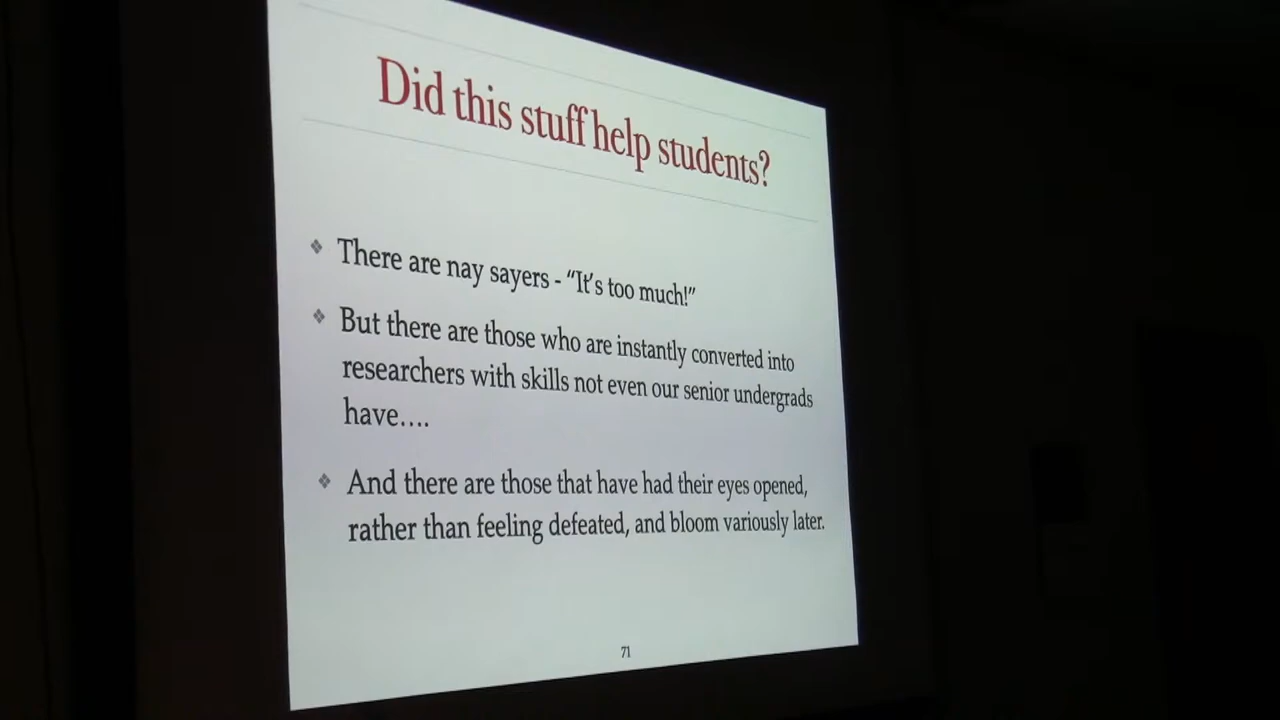 Did this stuff help students?
❖ There are nay sayers - “It’s too much!”
❖ But there are those who are instantly converted into
researchers with skills not even our senior undergrads
have….
❖ And there are those that have had their eyes opened,
rather than feeling defeated, and bloom variously later.
71